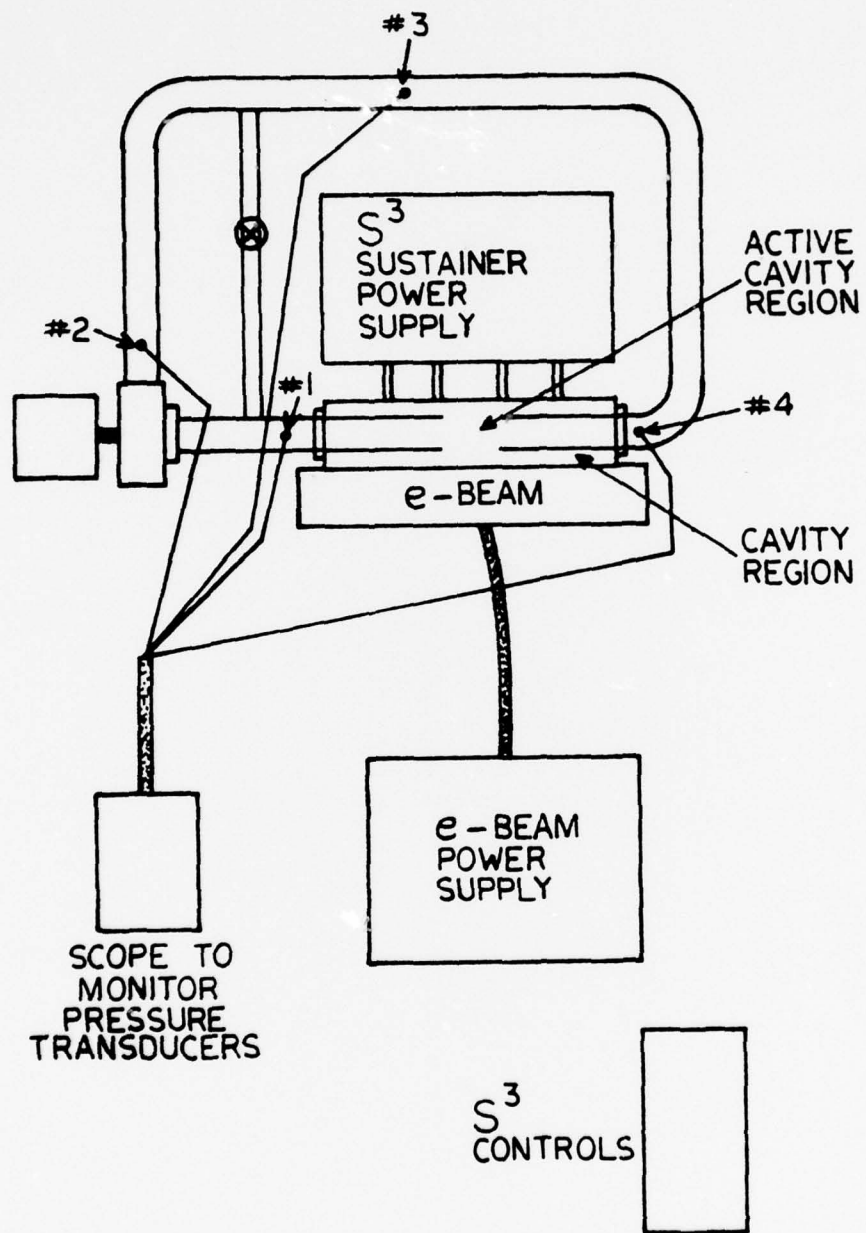 #3
S³
SUSTAINER
POWER
SUPPLY
ACTIVE
CAVITY
REGION
#2
#1
#4
e-BEAM
CAVITY
REGION
e-BEAM
POWER
SUPPLY
SCOPE TO
MONITOR
PRESSURE
TRANSDUCERS
S³
CONTROLS